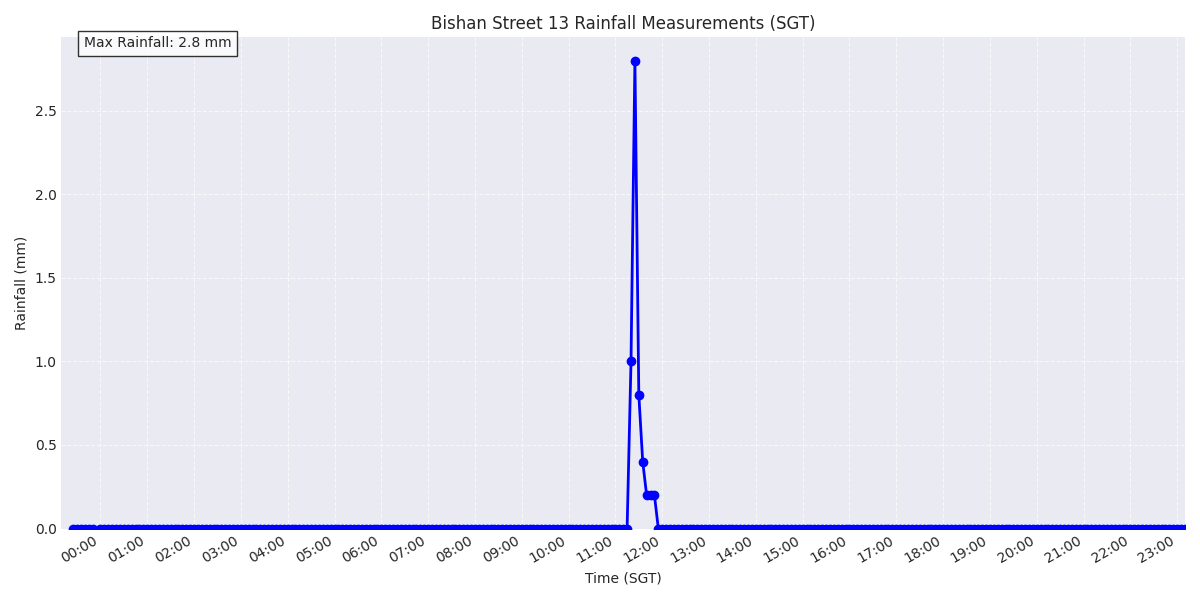 Bishan Street 13 Rainfall Measurements (SGT)
Max Rainfall: 2.8 mm
Rainfall (mm)
2.5
2.0
1.5
1.0
0.5
0.0
00:00 01:00 02:00 03:00 04:00 05:00 06:00 07:00 08:00 09:00 10:00 11:00 12:00 13:00 14:00 15:00 16:00 17:00 18:00 19:00 20:00 21:00 22:00 23:00
Time (SGT)